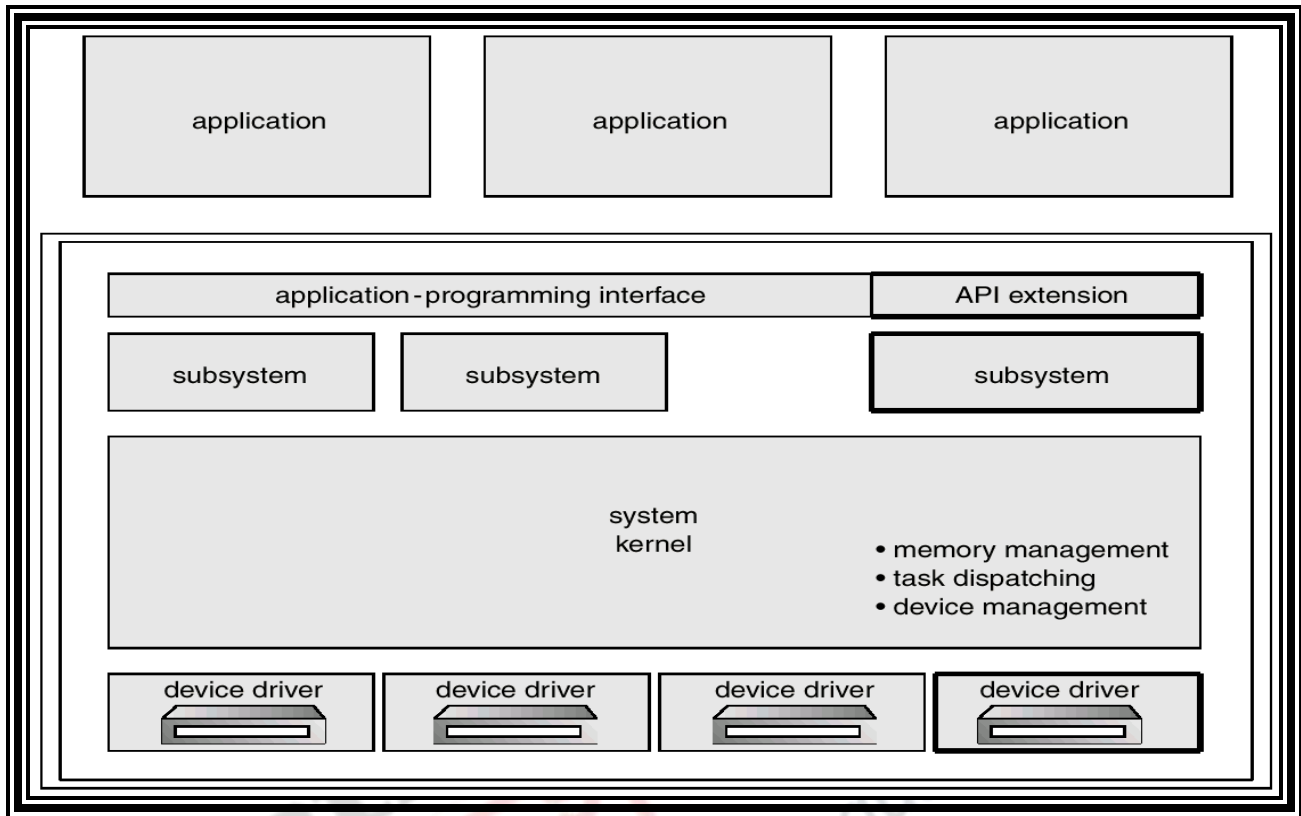 application
application
application
application-programming interface
API extension
subsystem
subsystem
subsystem
system
kernel
• memory management
• task dispatching
• device management
device driver
device driver
device driver
device driver